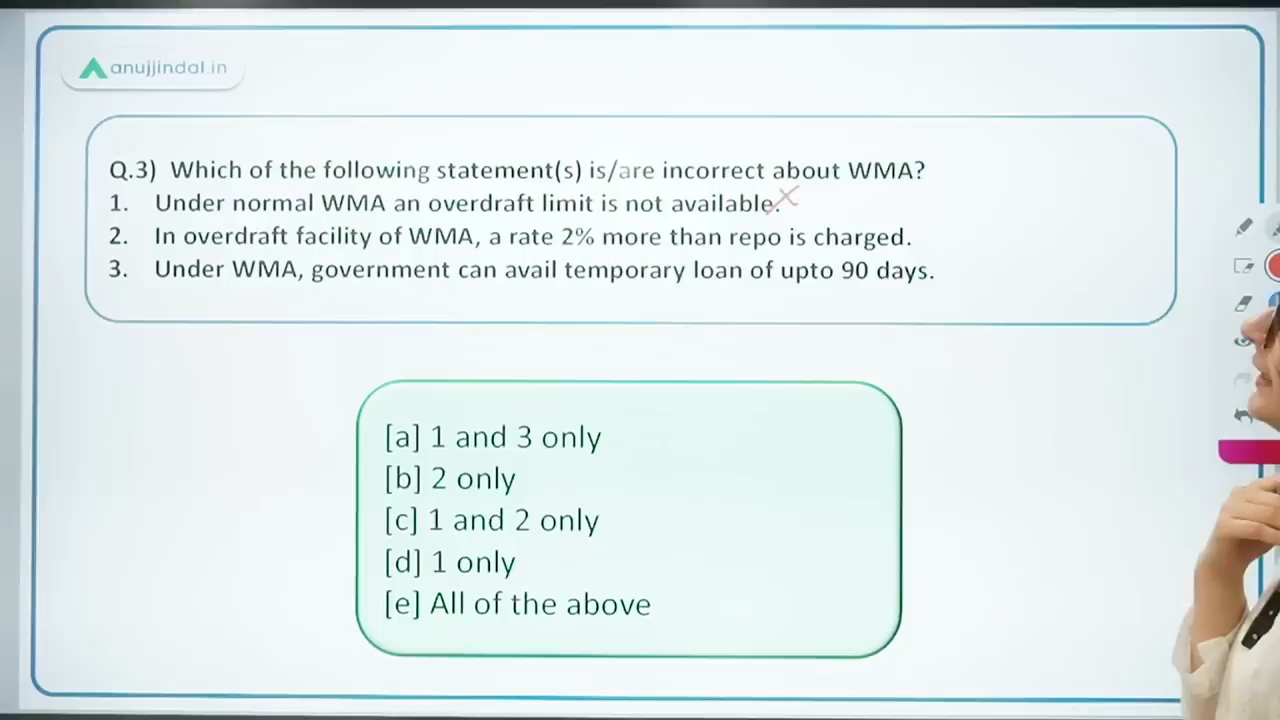 anujjindal.in
Q.3) Which of the following statement(s) is/are incorrect about WMA?
1. Under normal WMA an overdraft limit is not available.
2. In overdraft facility of WMA, a rate 2% more than repo is charged.
3. Under WMA, government can avail temporary loan of upto 90 days.
[a] 1 and 3 only
[b] 2 only
[c] 1 and 2 only
[d] 1 only
[e] All of the above